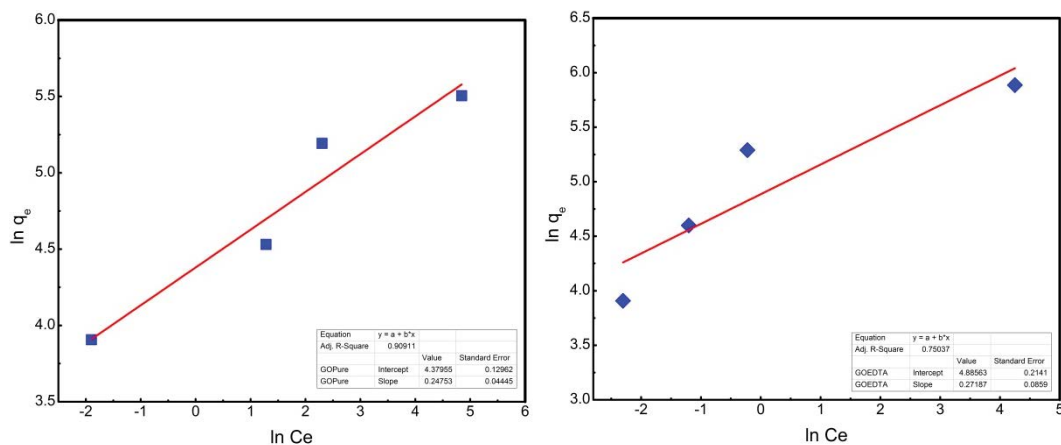 6.0
5.5
5.0
4.5
4.0
3.5
ln qe
-2 -1 0 1 2 3 4 5 6
ln Ce
Equation y = a + b*x
Adj. R-Square 0.90911
Value Standard Error
GOPure Intercept 4.37955 0.12962
GOPure Slope 0.24753 0.04445
6.5
6.0
5.5
5.0
4.5
4.0
3.5
3.0
ln qe
-2 -1 0 1 2 3 4 5
ln Ce
Equation y = a + b*x
Adj. R-Square 0.75037
Value Standard Error
GOEDTA Intercept 4.88563 0.2141
GOEDTA Slope 0.27187 0.0859